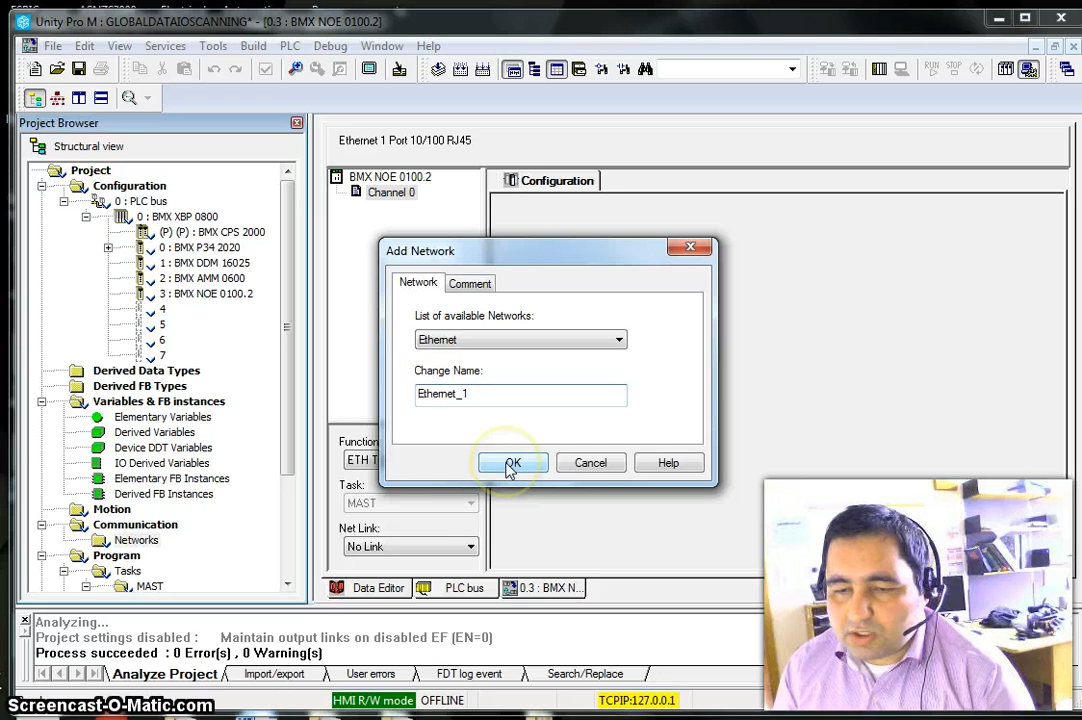 Unity Pro M : GLOBALDATAIOSCANNING* - [0.3 : BMX NOE 0100.2]
File Edit View Services Tools Build PLC Debug Window Help
Project Browser
Structural view
Project
Configuration
0 : PLC bus
0 : BMX XBP 0800
(P) (P) : BMX CPS 2000
0 : BMX P34 2020
1 : BMX DDM 16025
2 : BMX AMM 0600
3 : BMX NOE 0100.2
4
5
6
7
Derived Data Types
Derived FB Types
Variables & FB instances
Elementary Variables
Derived Variables
Device DDT Variables
IO Derived Variables
Elementary FB Instances
Derived FB Instances
Motion
Communication
Networks
Program
Tasks
MAST
Ethernet 1 Port 10/100 RJ45
BMX NOE 0100.2
Channel 0
Configuration
Function
ETH T
Task:
MAST
Net Link:
No Link
Add Network
Network Comment
List of available Networks:
Ethernet
Change Name:
Ethernet_1
OK Cancel Help
Data Editor PLC bus 0.3 : BMX N...
Analyzing...
Project settings disabled : Maintain output links on disabled EF (EN=0)
Process succeeded : 0 Error(s) , 0 Warning(s)
Analyze Project Import/export User errors FDT log event Search/Replace
HMI R/W mode OFFLINE TCPIP:127.0.0.1
Screencast-O-Matic.com